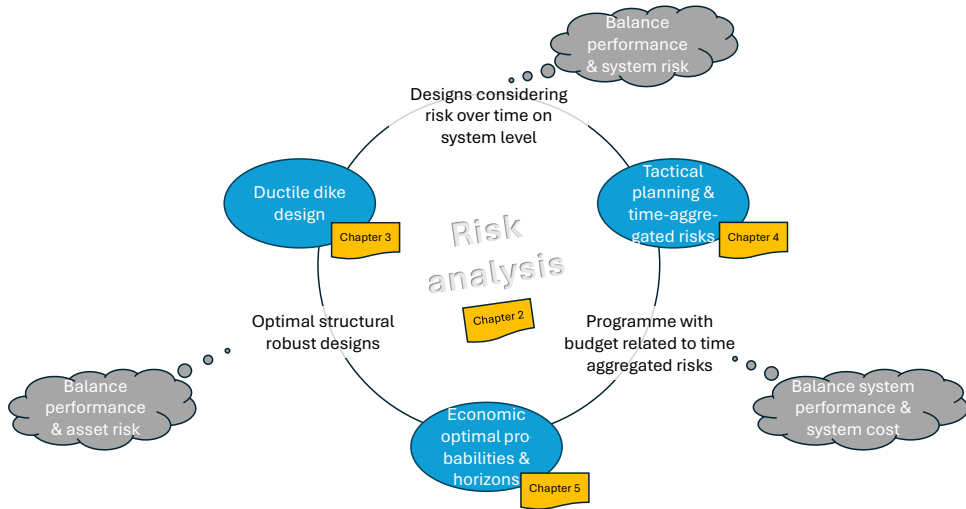 Balance
performance
& system risk
Designs considering
risk over time on
system level
Ductile dike
design
Chapter 3
Tactical
planning &
time-aggre-
gated risks
Chapter 4
Risk
analysis
Chapter 2
Optimal structural
robust designs
Programme with
budget related to time
aggregated risks
Balance
performance
& asset risk
Balance system
performance &
system cost
Economic
optimal pro
babilities &
horizons
Chapter 5